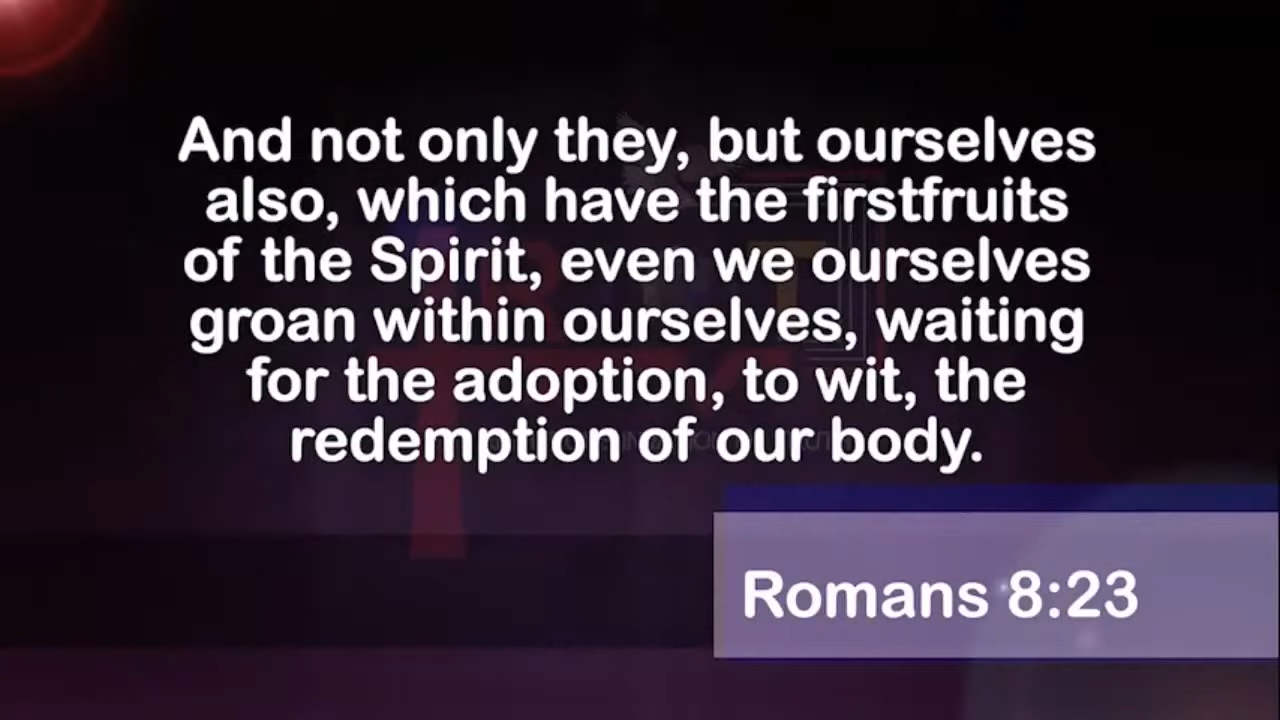 And not only they, but ourselves
also, which have the firstfruits
of the Spirit, even we ourselves
groan within ourselves, waiting
for the adoption, to wit, the
redemption of our body.
Romans 8:23